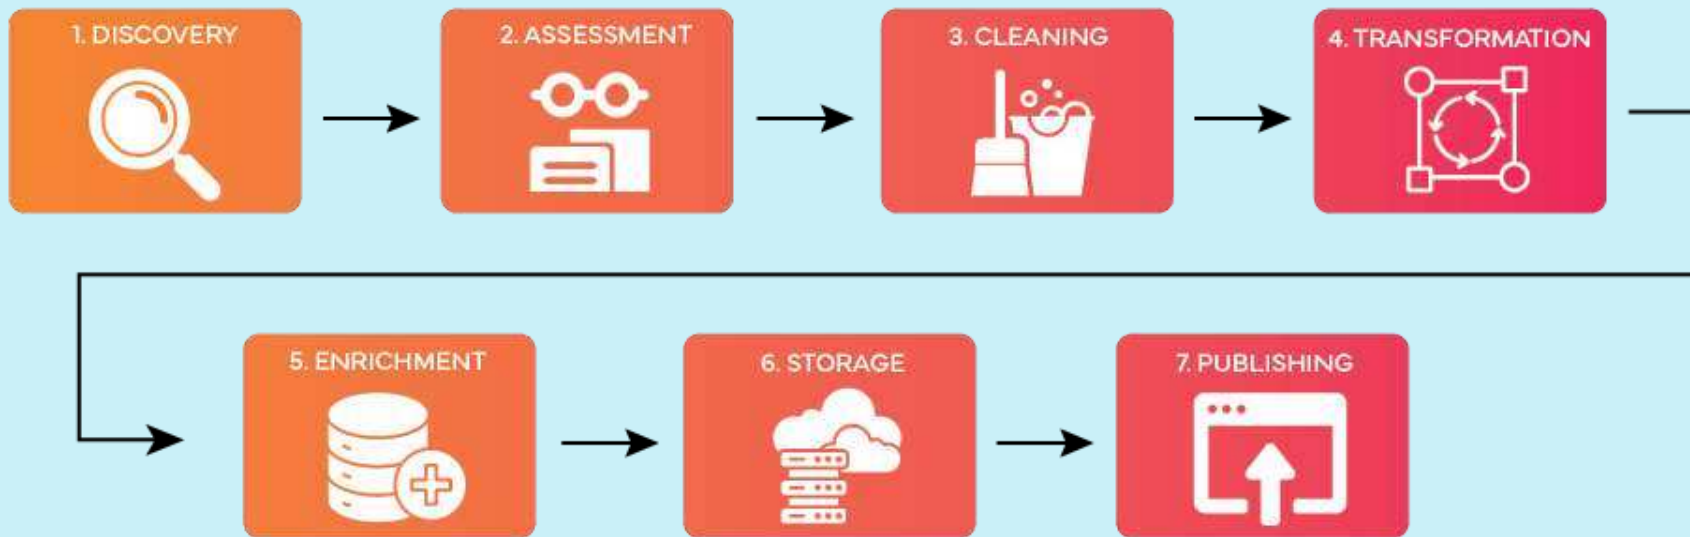 1. DISCOVERY
2. ASSESSMENT
3. CLEANING
4. TRANSFORMATION
5. ENRICHMENT
6. STORAGE
7. PUBLISHING